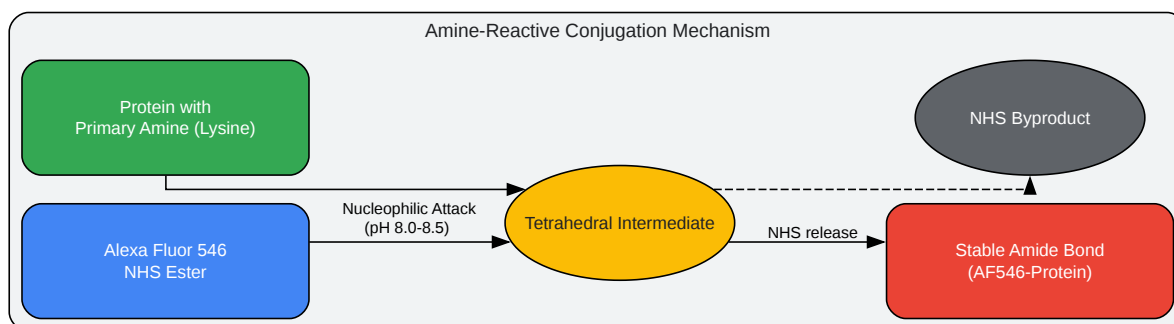 Amine-Reactive Conjugation Mechanism
Protein with
Primary Amine (Lysine)
NHS Byproduct
Nucleophilic Attack
(pH 8.0-8.5)
Tetrahedral Intermediate
NHS release
Alexa Fluor 546
NHS Ester
Stable Amide Bond
(AF546-Protein)